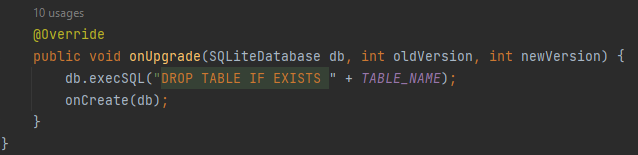 10 usages
@Override
public void onUpgrade(SQLiteDatabase db, int oldVersion, int newVersion) {
db.execSQL("DROP TABLE IF EXISTS " + TABLE_NAME);
onCreate(db);
}
}